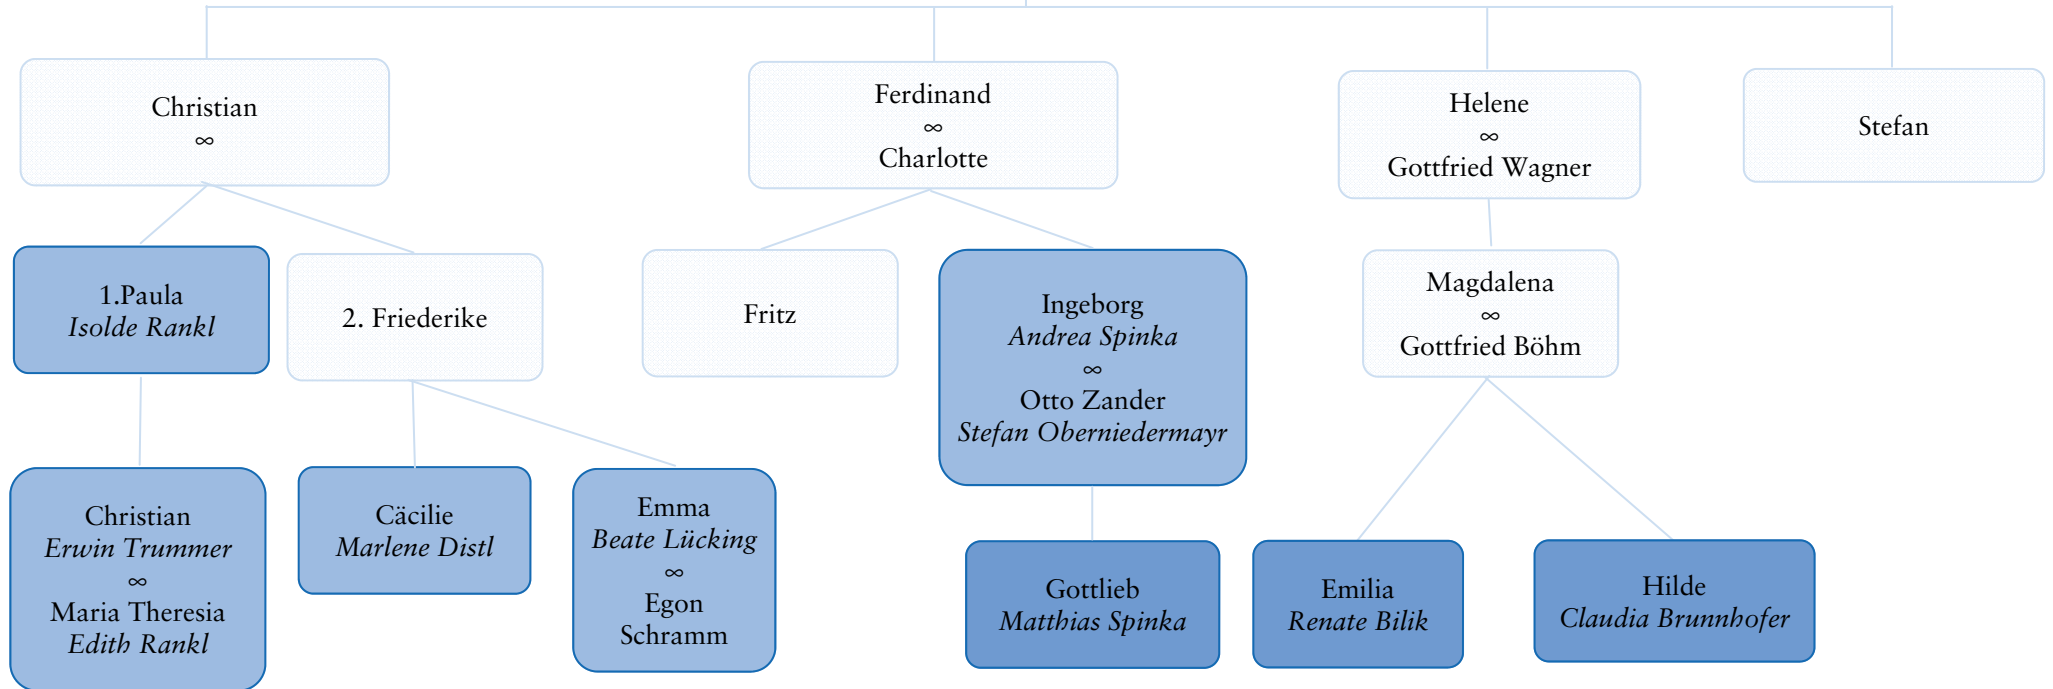 Christian
∞
Ferdinand
∞
Charlotte
Helene
∞
Gottfried Wagner
Stefan
1.Paula
Isolde Rankl
2. Friederike
Fritz
Ingeborg
Andrea Spinka
∞
Otto Zander
Stefan Oberniedermayr
Magdalena
∞
Gottfried Böhm
Christian
Erwin Trummer
∞
Maria Theresia
Edith Rankl
Cäcilie
Marlene Distl
Emma
Beate Lücking
∞
Egon
Schramm
Gottlieb
Matthias Spinka
Emilia
Renate Bilik
Hilde
Claudia Brunnhofer